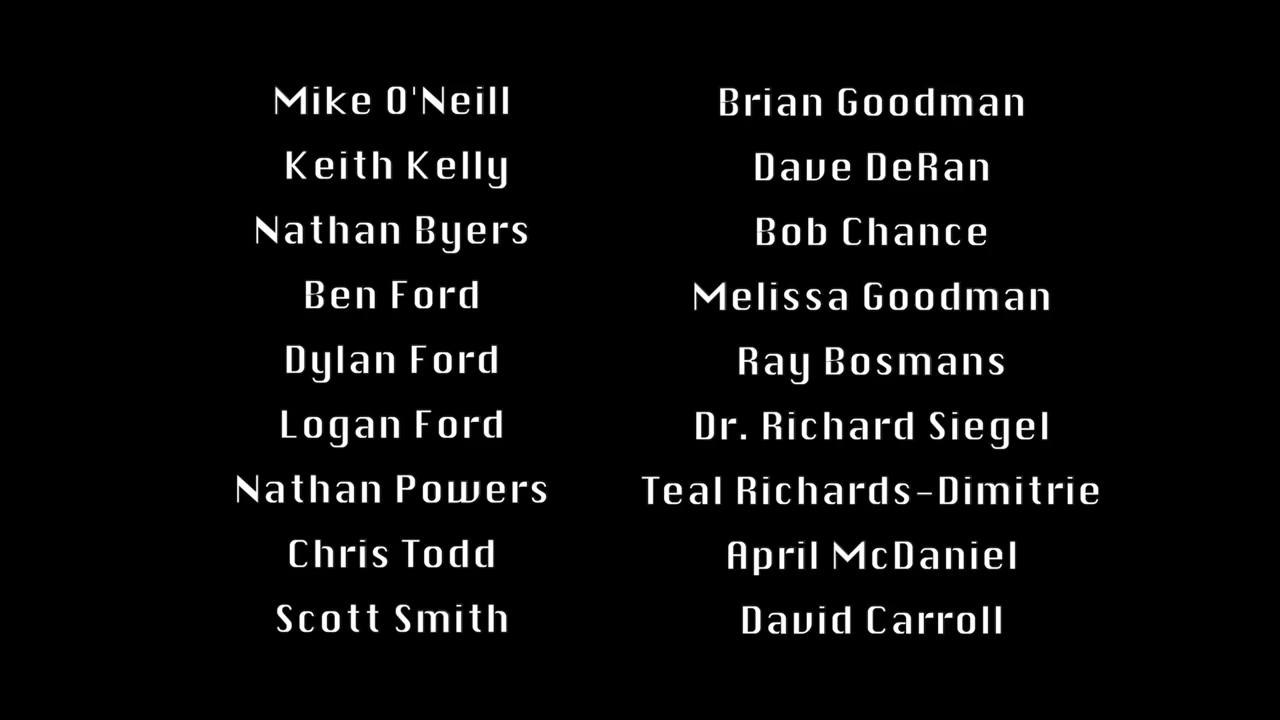 Mike O'Neill
Keith Kelly
Nathan Byers
Ben Ford
Dylan Ford
Logan Ford
Nathan Powers
Chris Todd
Scott Smith
Brian Goodman
Dave DeRan
Bob Chance
Melissa Goodman
Ray Bosmans
Dr. Richard Siegel
Teal Richards-Dimitrie
April McDaniel
David Carroll